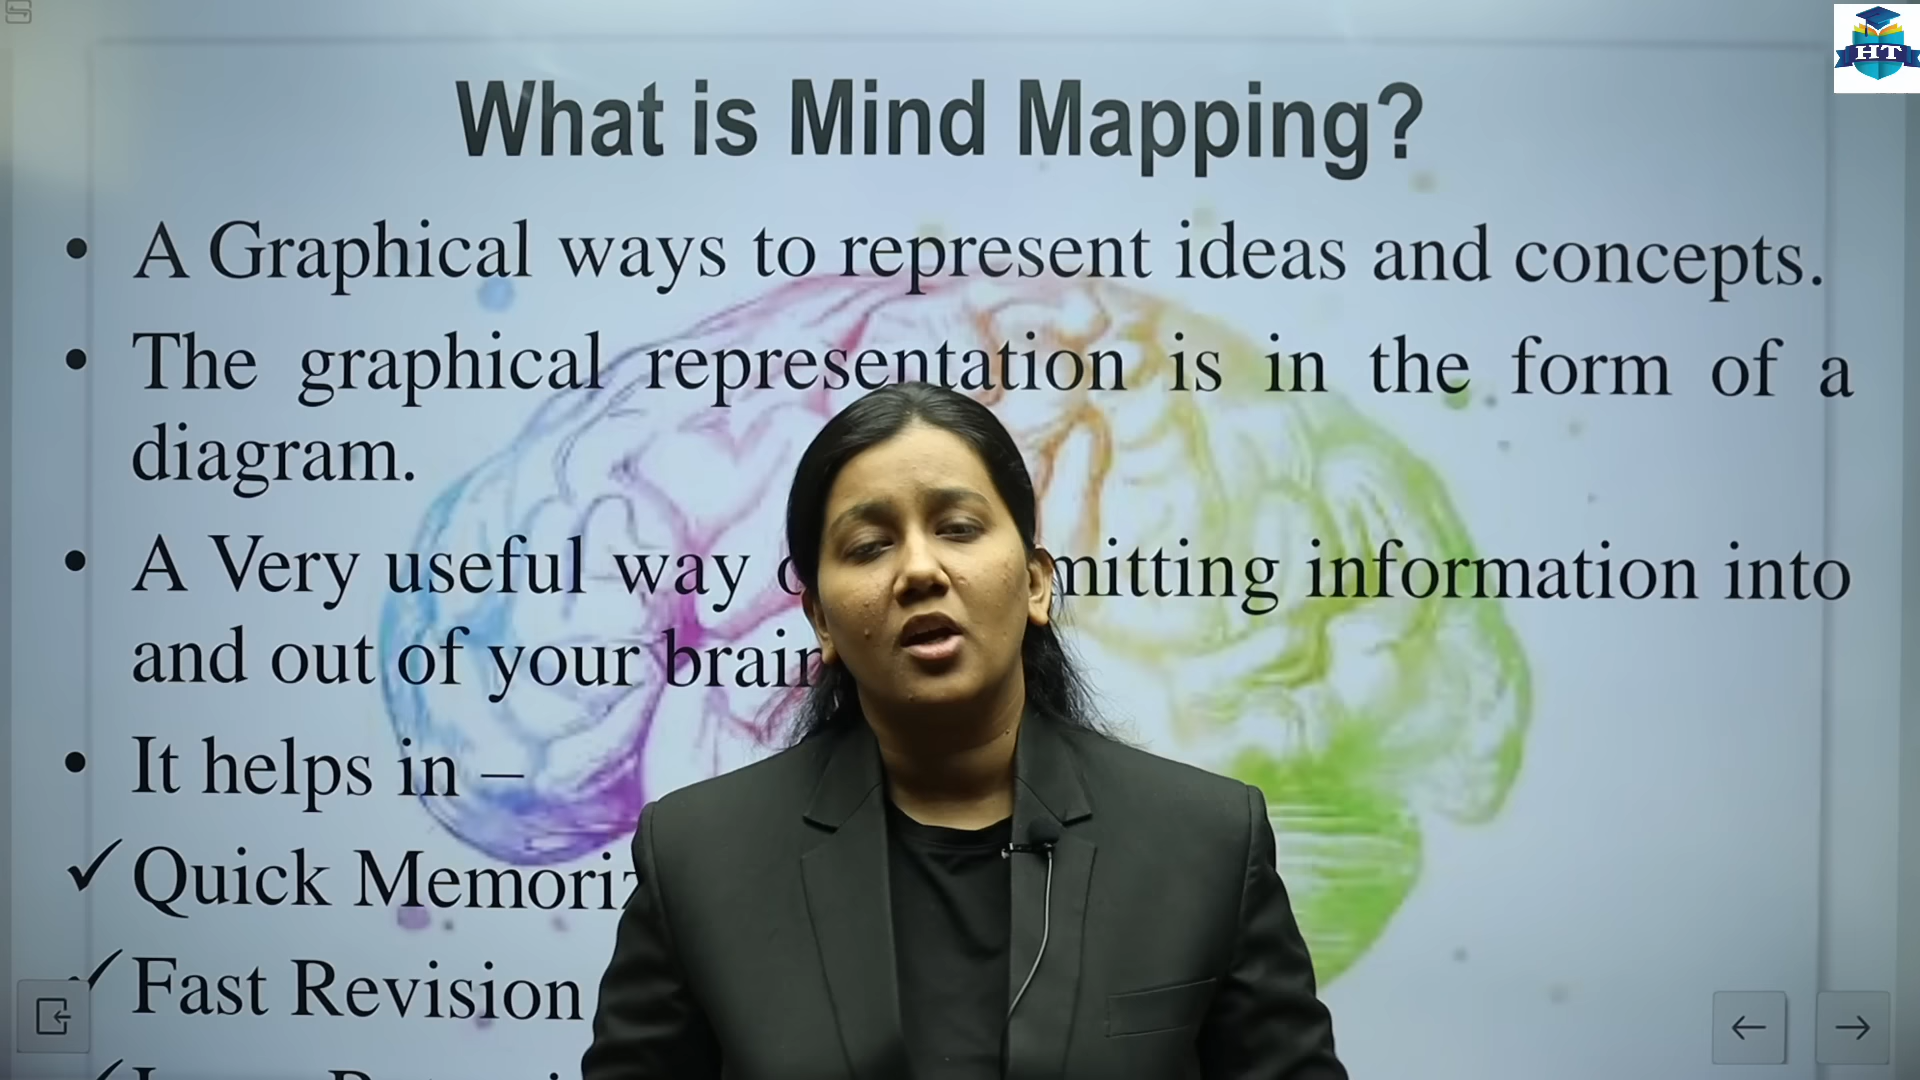 HT
What is Mind Mapping?
• A Graphical ways to represent ideas and concepts.
• The graphical representation is in the form of a
diagram.
• A Very useful way information into
and out of your
• It helps in –
✓ Quick
✓ Fast Revision